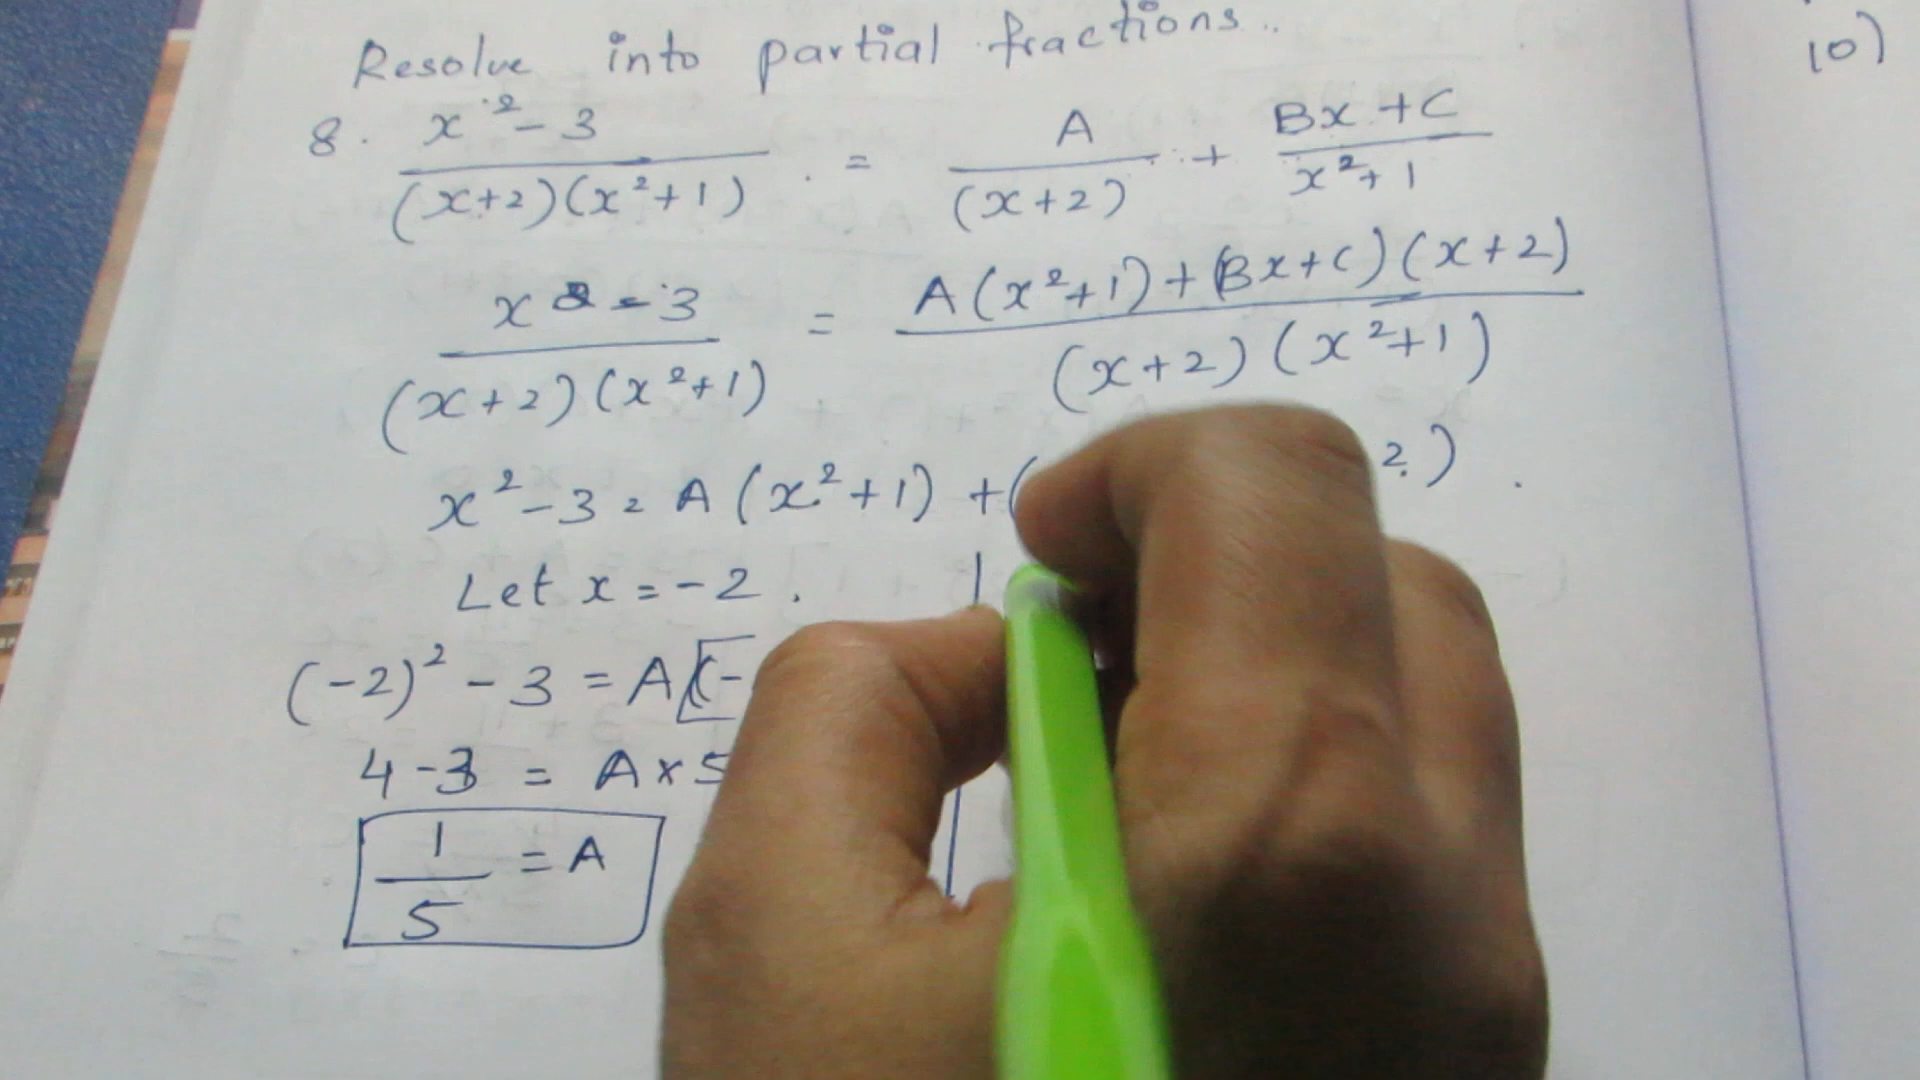 Resolve into partial fractions..
10)
8. x²-3 / (x+2)(x²+1) = A / (x+2) + Bx+C / x²+1
x2-3 / (x+2)(x²+1) = A(x²+1)+(Bx+C)(x+2) / (x+2)(x²+1)
x²-3 = A(x²+1) +( 2)
Let x=-2.
(-2)²-3 = A[(-
4-3 = A×5
1/5 = A